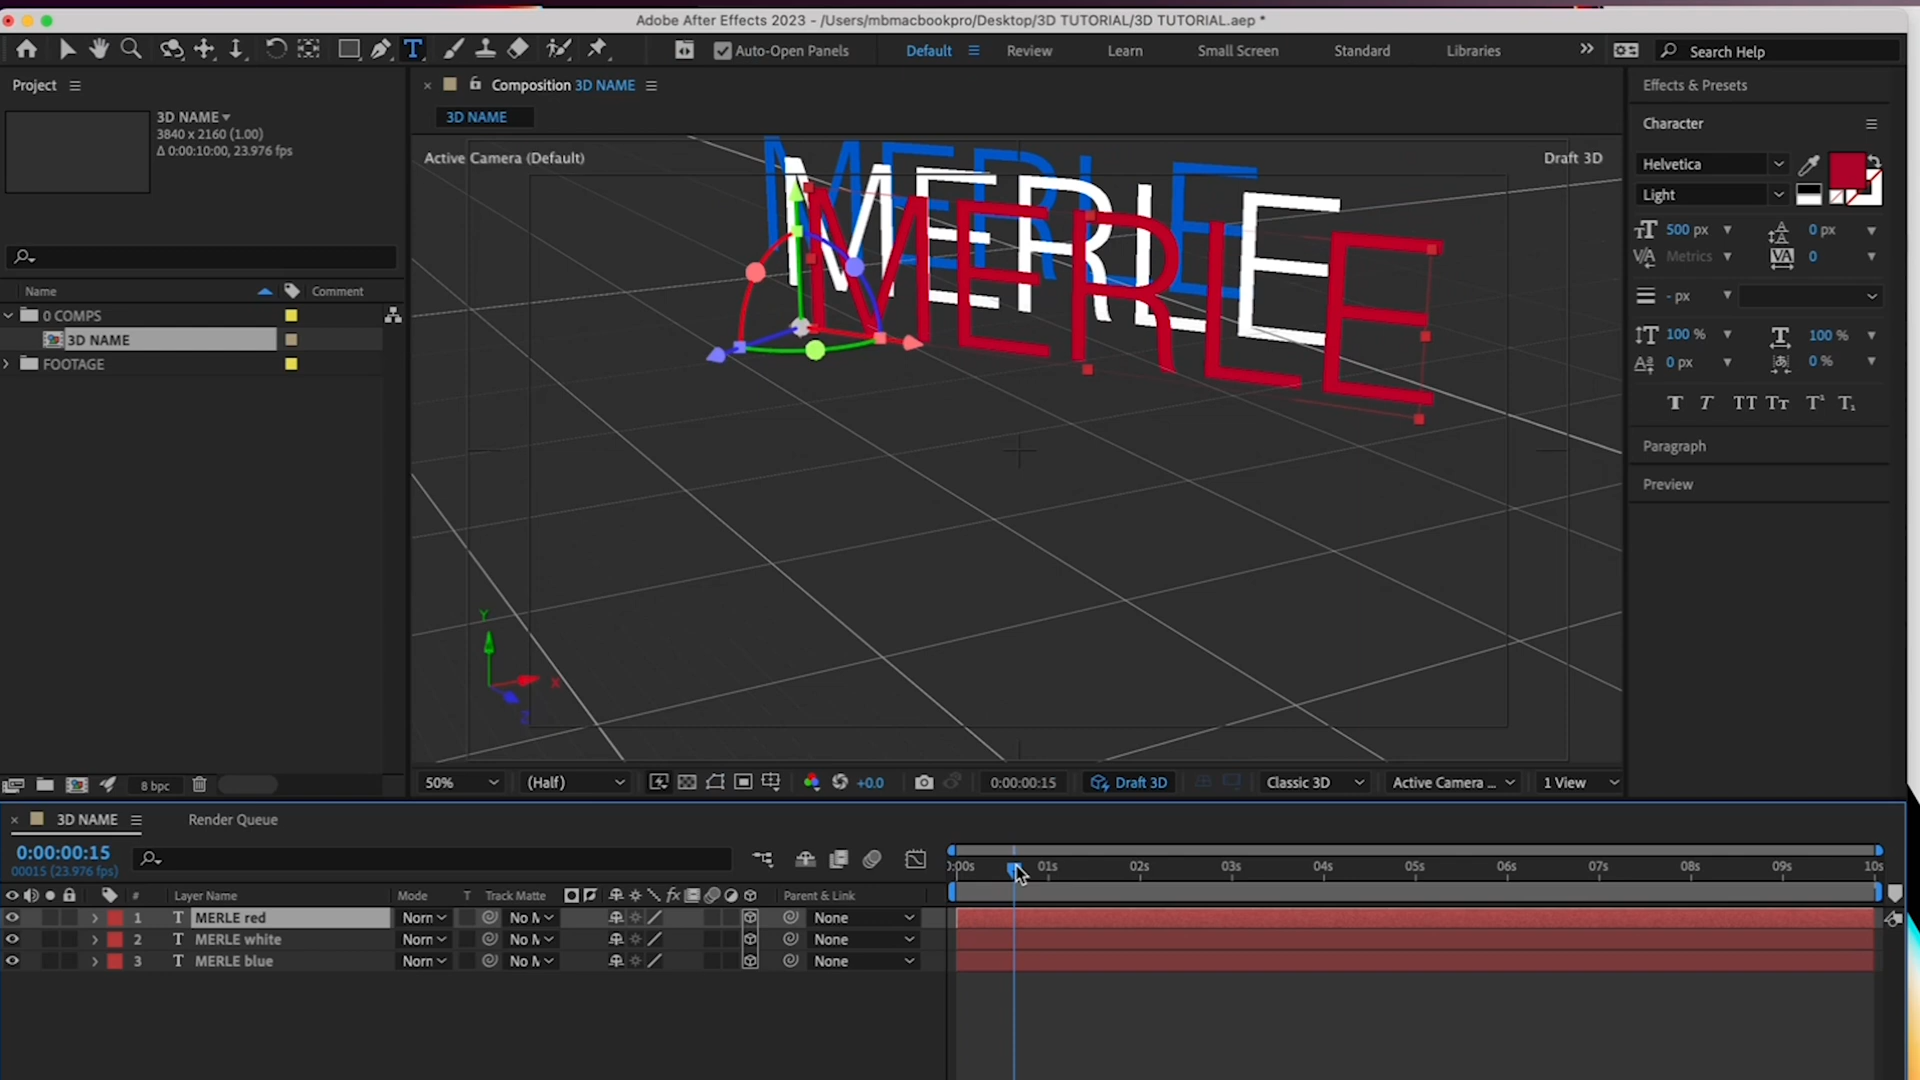 Adobe After Effects 2023 - /Users/mbmacbookpro/Desktop/3D TUTORIAL/3D TUTORIAL.aep *
Auto-Open Panels
Default
Review
Learn
Small Screen
Standard
Libraries
Search Help
Project
3D NAME
3840 x 2160 (1.00)
Δ 0:00:10:00, 23.976 fps
Name
Comment
0 COMPS
3D NAME
FOOTAGE
8 bpc
Composition 3D NAME
3D NAME
Active Camera (Default)
Draft 3D
MERLE
MERLE
MERLE
Y
X
Z
50%
(Half)
+0.0
0:00:00:15
Draft 3D
Classic 3D
Active Camera ...
1 View
Effects & Presets
Character
Helvetica
Light
500 px
0 px
Metrics
0
- px
100 %
100 %
0 px
0 %
T T TT Tт T¹ T₁
Paragraph
Preview
3D NAME
Render Queue
0:00:00:15
00015 (23.976 fps)
# Layer Name Mode T Track Matte fx Parent & Link
):00s 01s 02s 03s 04s 05s 06s 07s 08s 09s 10s
1 T MERLE red Norn No M None
2 T MERLE white Norn No M None
3 T MERLE blue Norn No M None